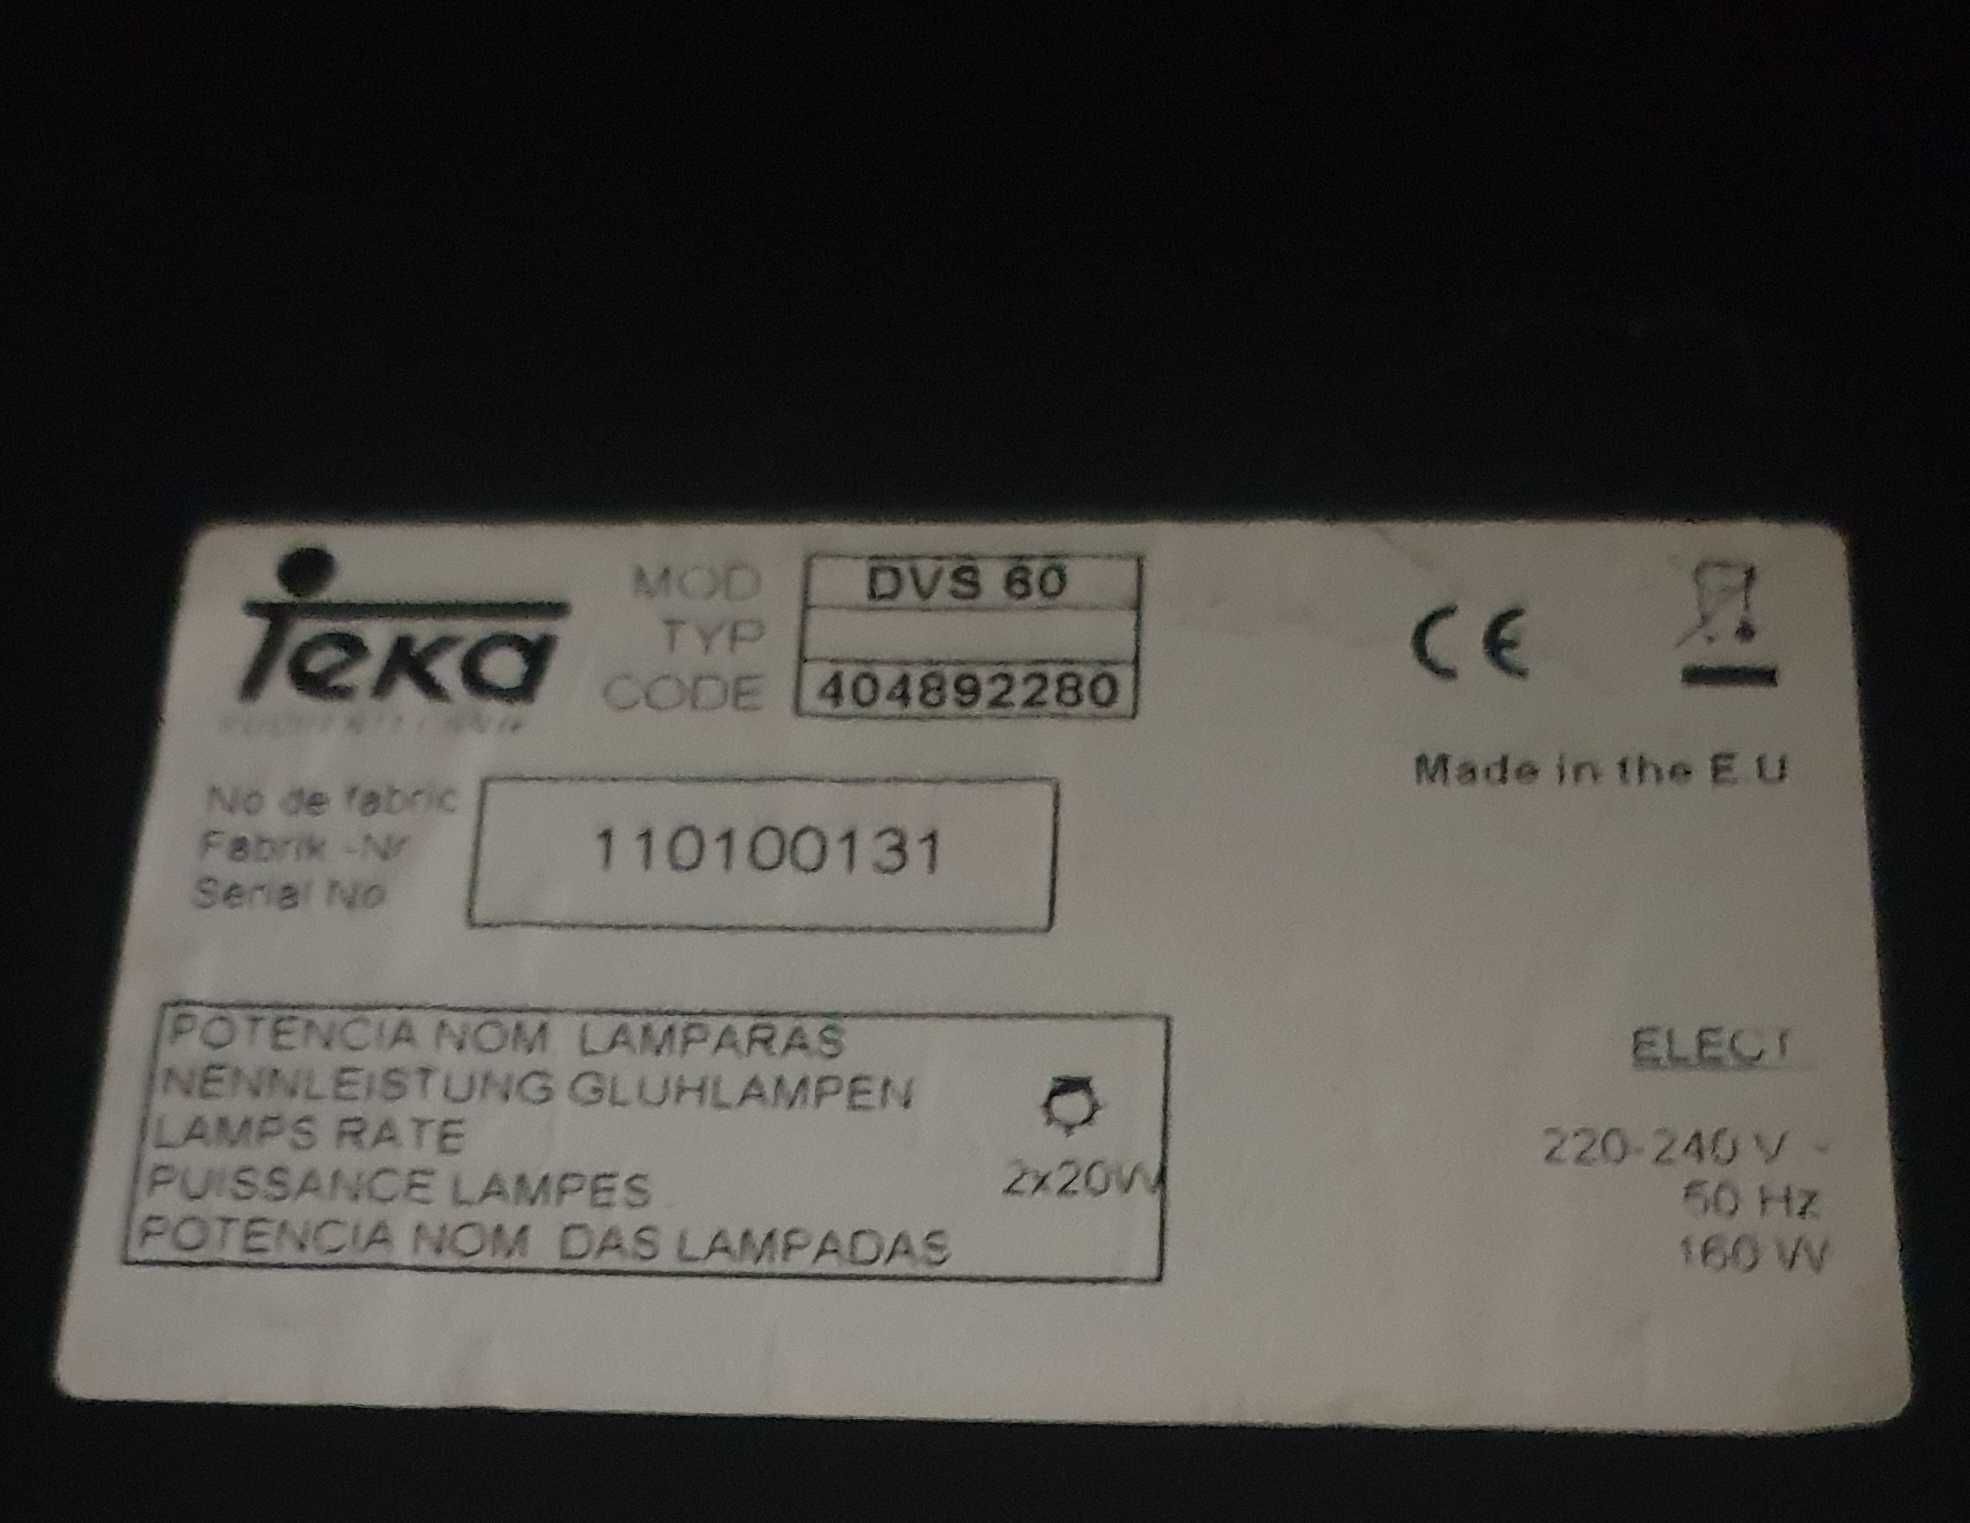 Teka
MOD DVS 60
TYP
CODE 404892280
CE
Made in the E U
No de fabric
Fabrik -Nr
Serial No
110100131
POTENCIA NOM LAMPARAS
NENNLEISTUNG GLUHLAMPEN
LAMPS RATE
PUISSANCE LAMPES
POTENCIA NOM DAS LAMPADAS
2x20W
ELECT
220-240 V ~
50 Hz
160 W